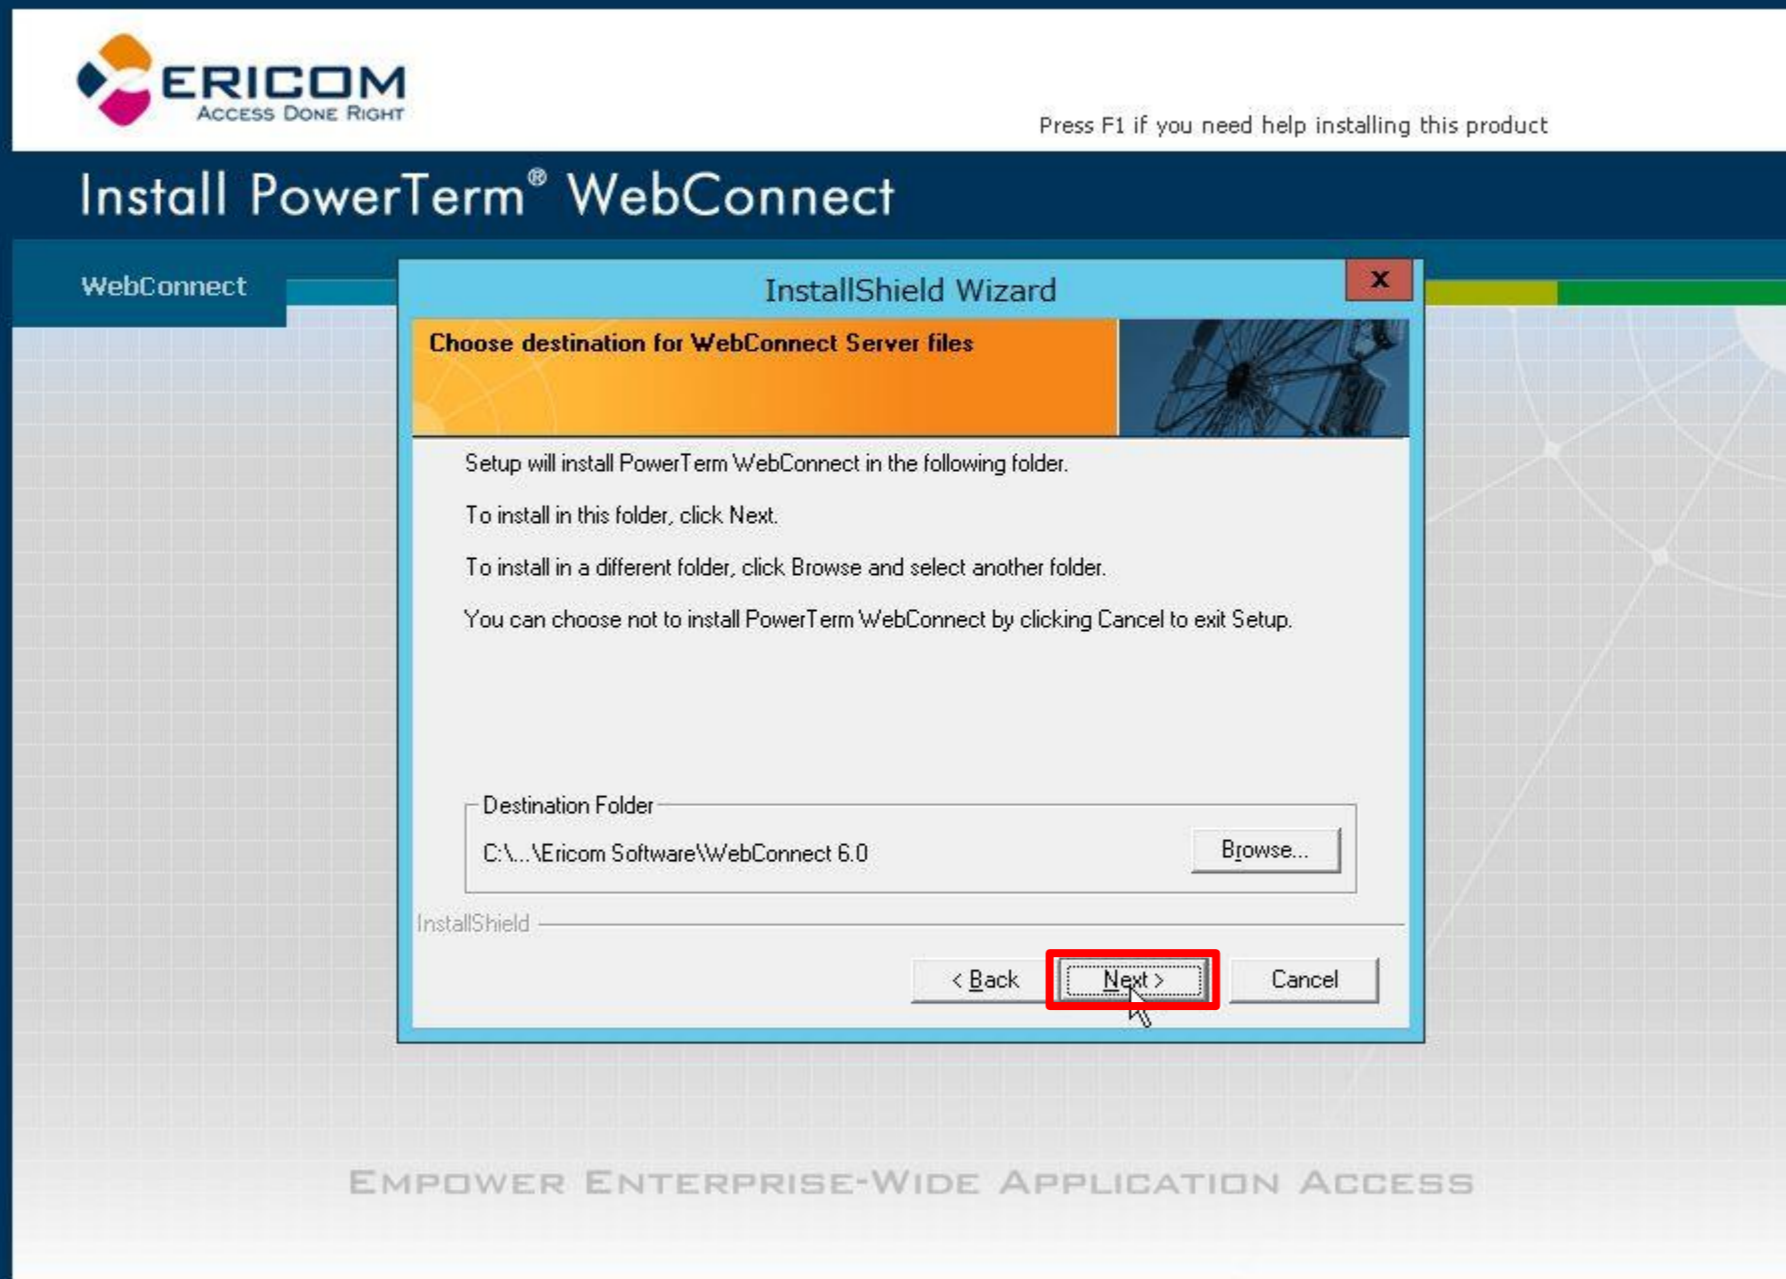 ERICOM
ACCESS DONE RIGHT
Press F1 if you need help installing this product
Install PowerTerm® WebConnect
WebConnect
InstallShield Wizard
X
Choose destination for WebConnect Server files
Setup will install PowerTerm WebConnect in the following folder.
To install in this folder, click Next.
To install in a different folder, click Browse and select another folder.
You can choose not to install PowerTerm WebConnect by clicking Cancel to exit Setup.
Destination Folder
C:\...\Ericom Software\WebConnect 6.0
Browse...
InstallShield
< Back
Next >
Cancel
EMPOWER ENTERPRISE-WIDE APPLICATION ACCESS